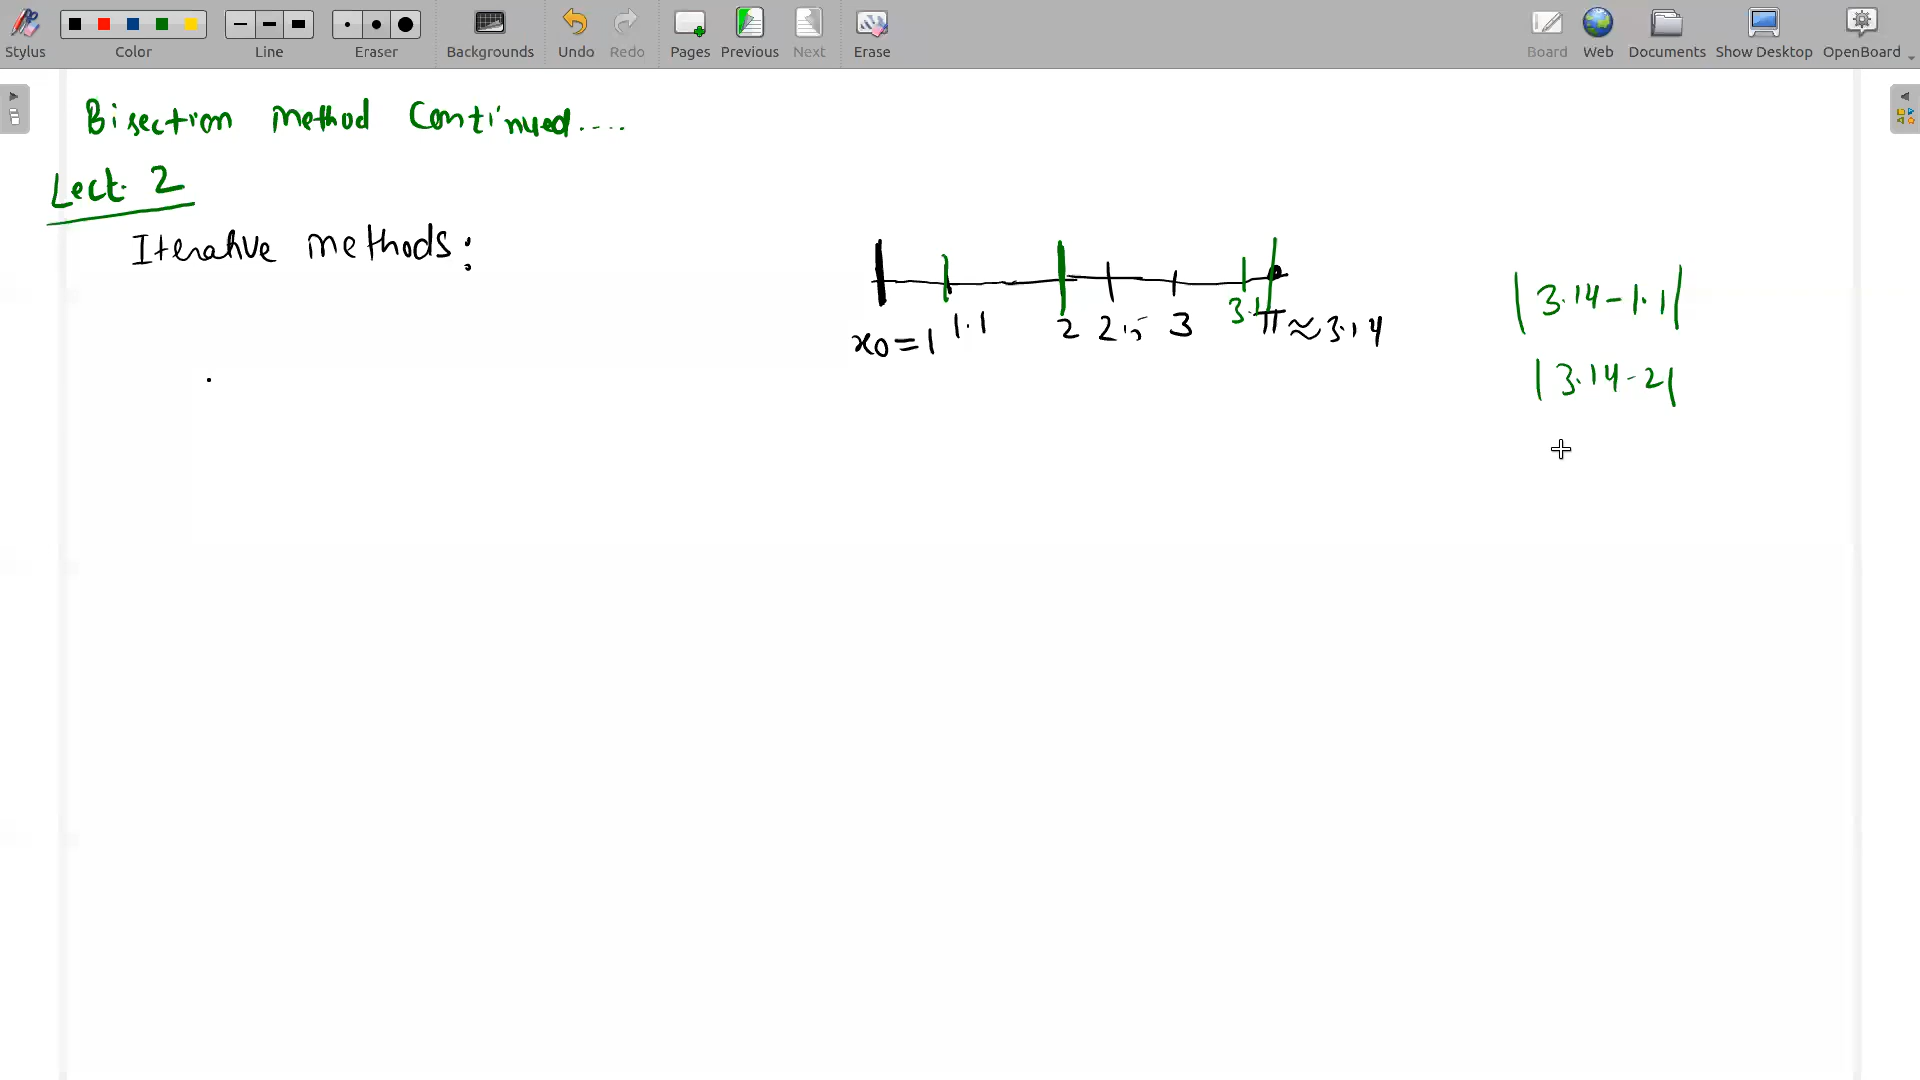 Stylus Color Line Eraser Backgrounds Undo Redo Pages Previous Next Erase Board Web Documents Show Desktop OpenBoard
Bisection method Continued....
Lect. 2
Iterative methods:
x0=1 1.1 2 2.5 3 3.1 π ≈ 3.14
|3.14-1.1|
|3.14-2|